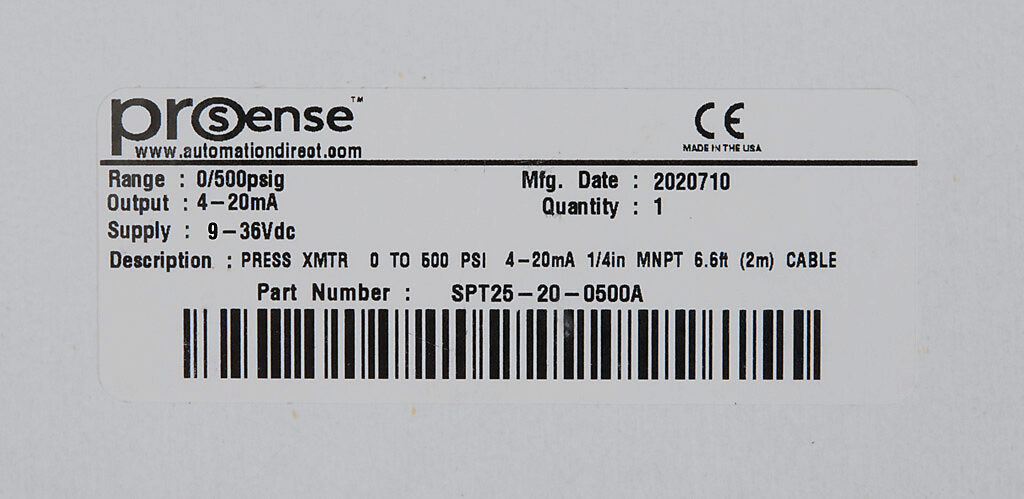 prosense™
CE
www.automationdirect.com
MADE IN THE USA
Range : 0/500psig
Mfg. Date : 2020710
Output : 4-20mA
Quantity : 1
Supply : 9-36Vdc
Description : PRESS XMTR 0 TO 500 PSI 4-20mA 1/4in MNPT 6.6ft (2m) CABLE
Part Number : SPT25-20-0500A